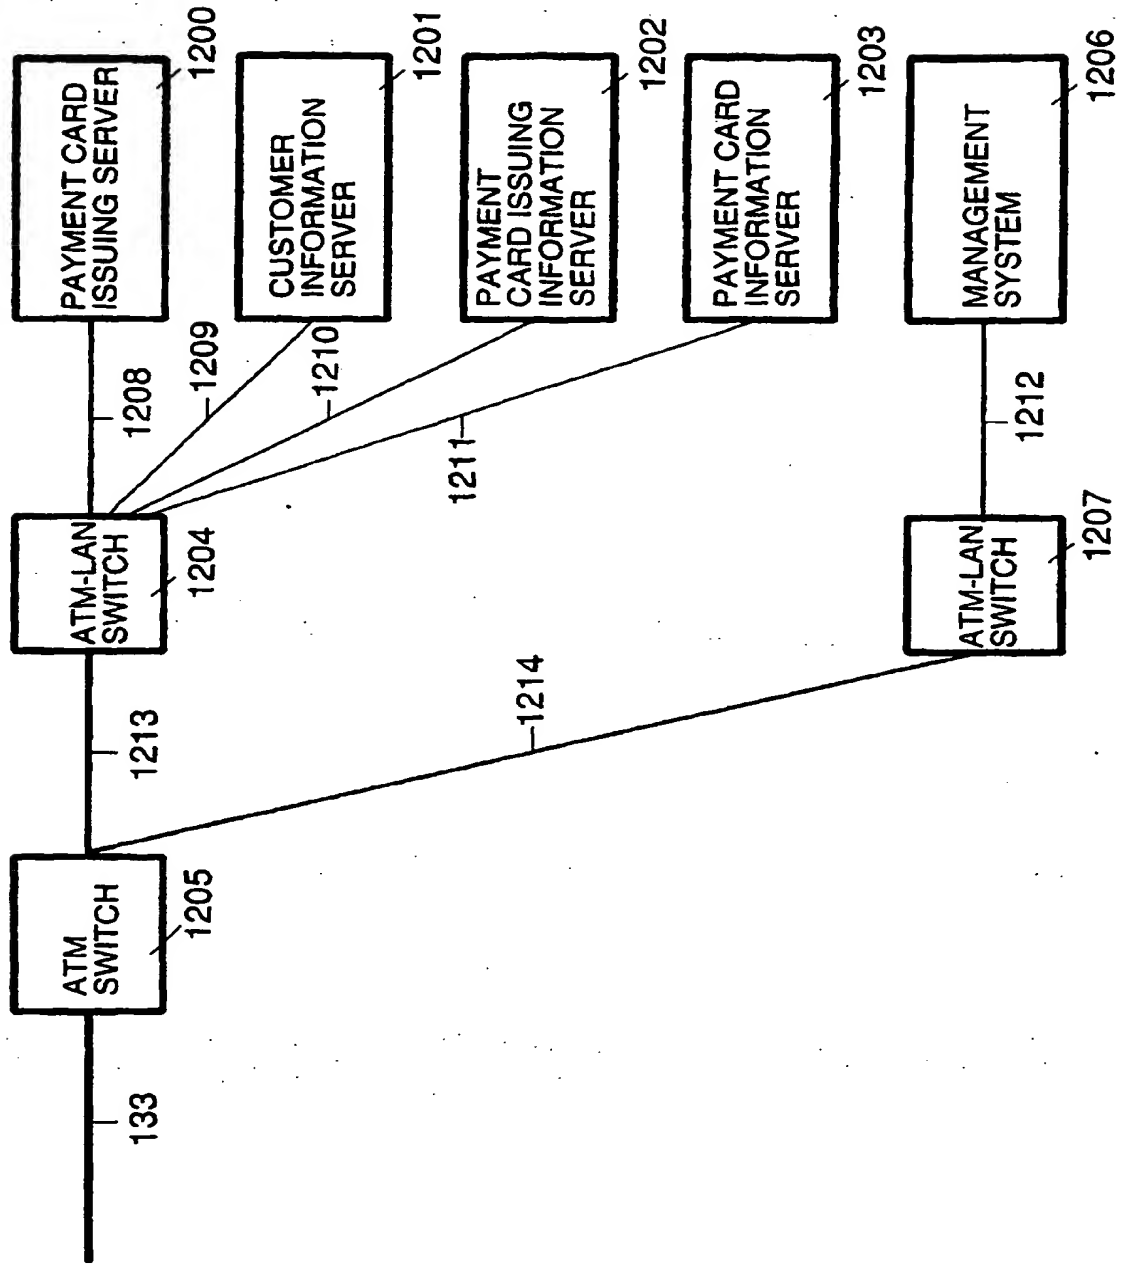 PAYMENT CARD
ISSUING SERVER
1200
CUSTOMER
INFORMATION
SERVER
1201
PAYMENT
CARD ISSUING
INFORMATION
SERVER
1202
PAYMENT CARD
INFORMATION
SERVER
1203
MANAGEMENT
SYSTEM
1206
1208
1209
1210
1211
1212
ATM-LAN
SWITCH
1204
ATM-LAN
SWITCH
1207
1213
1214
ATM
SWITCH
1205
133